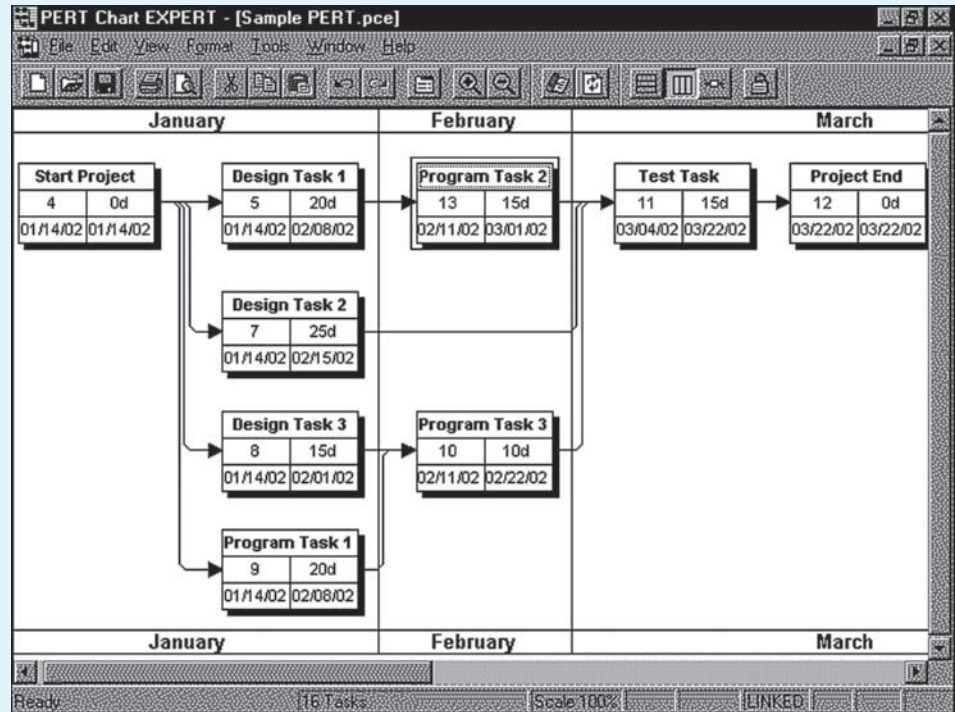 PERT Chart EXPERT - [Sample PERT.pce]
File Edit View Format Tools Window Help
January February March
Start Project
4 0d
01/14/02 01/14/02
Design Task 1
5 20d
01/14/02 02/08/02
Program Task 2
13 15d
02/11/02 03/01/02
Test Task
11 15d
03/04/02 03/22/02
Project End
12 0d
03/22/02 03/22/02
Design Task 2
7 25d
01/14/02 02/15/02
Design Task 3
8 15d
01/14/02 02/01/02
Program Task 3
10 10d
02/11/02 02/22/02
Program Task 1
9 20d
01/14/02 02/08/02
January February March
Ready 16 Tasks Scale 100% LINKED